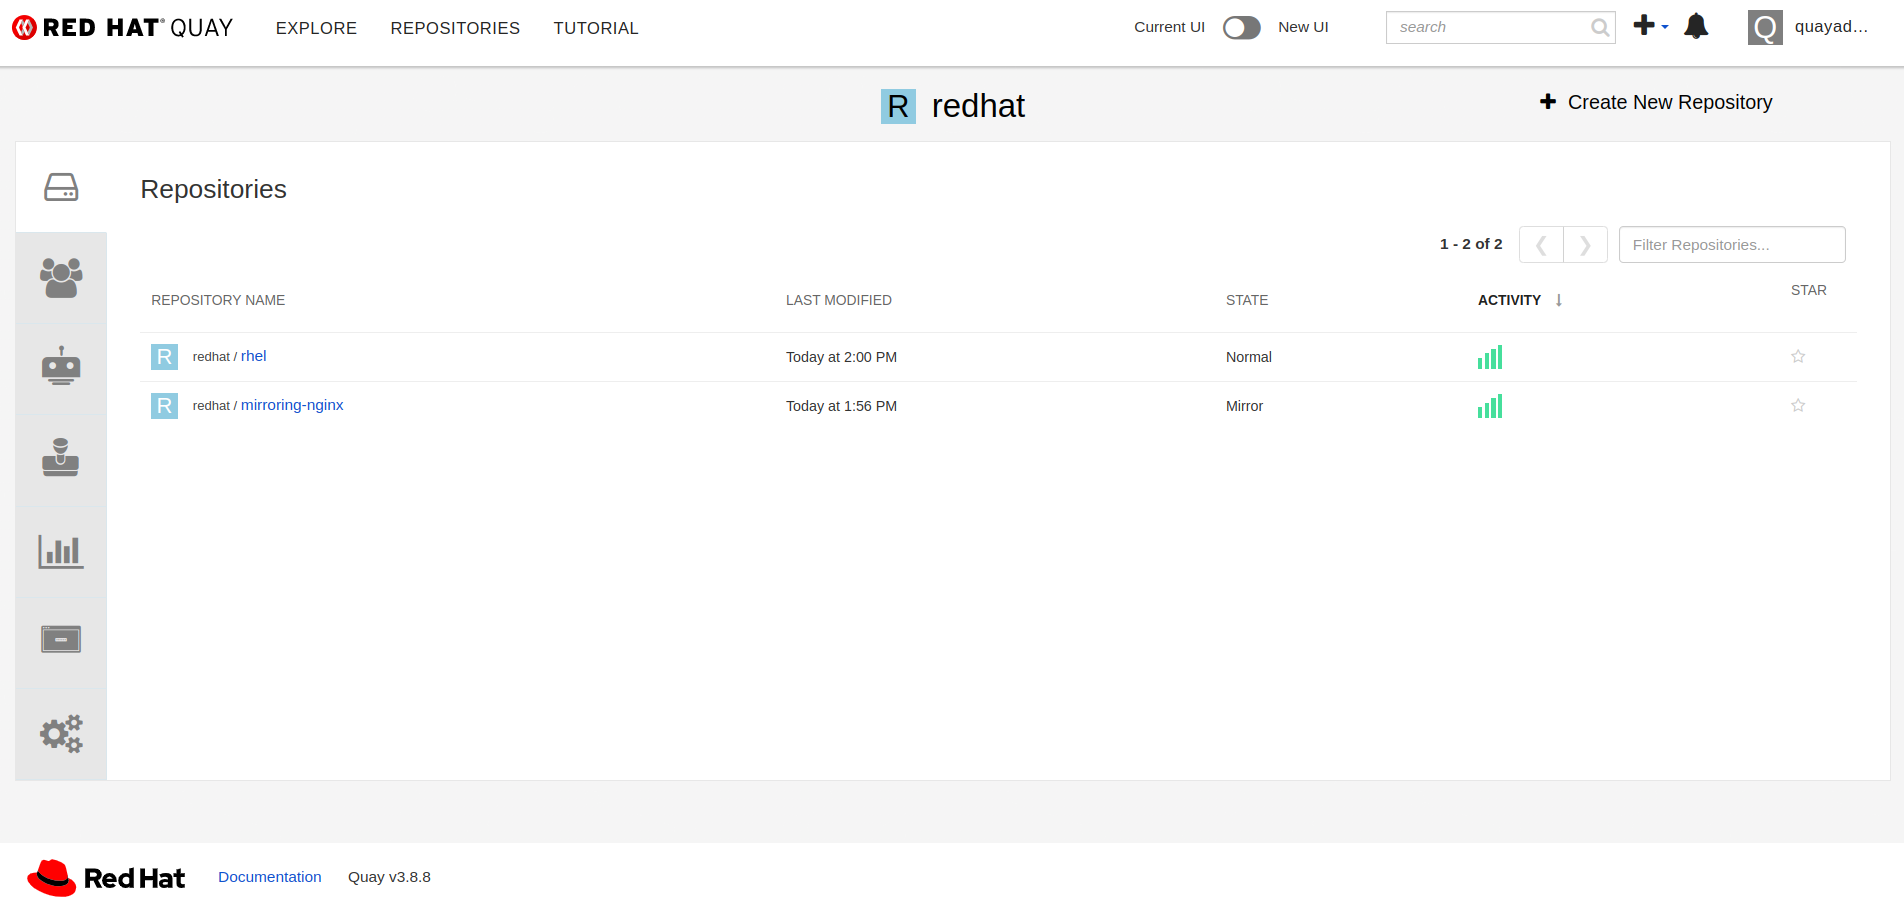 RED HAT® QUAY EXPLORE REPOSITORIES TUTORIAL Current UI New UI search Q quayad...
R redhat
Create New Repository
Repositories
1 - 2 of 2 Filter Repositories...
REPOSITORY NAME LAST MODIFIED STATE ACTIVITY STAR
R redhat / rhel Today at 2:00 PM Normal
R redhat / mirroring-nginx Today at 1:56 PM Mirror
Red Hat Documentation Quay v3.8.8